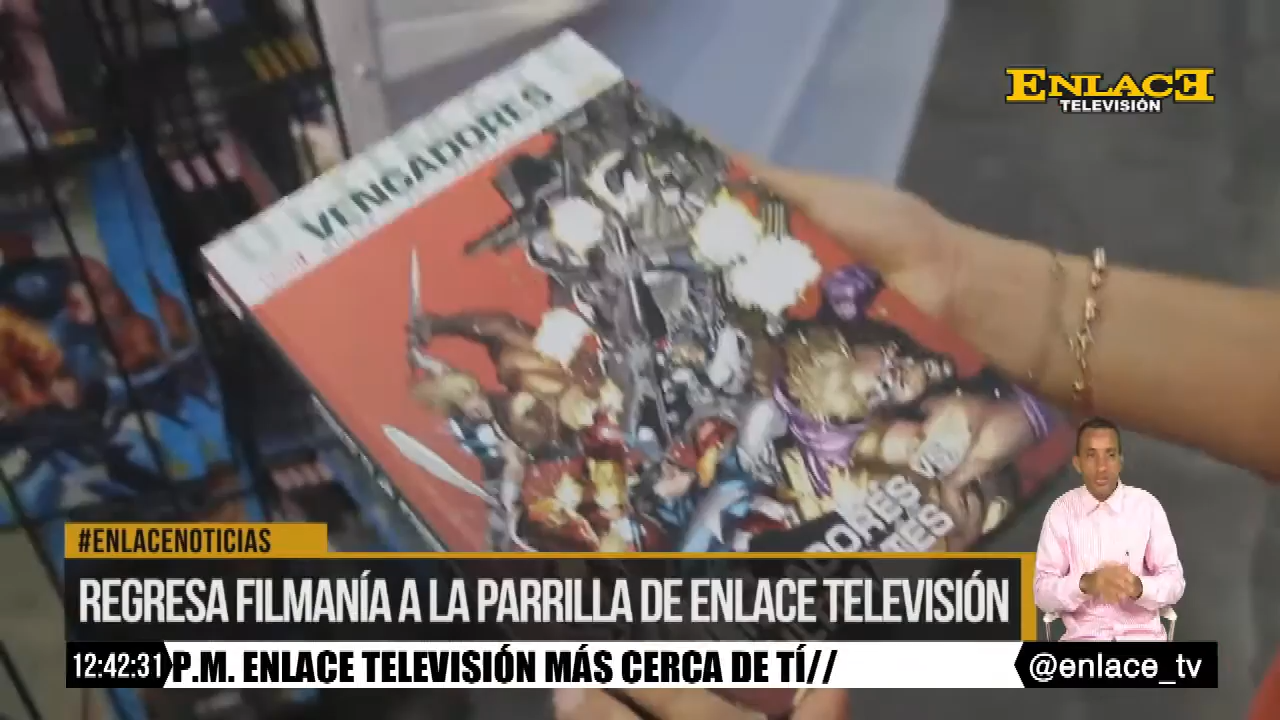 ENLACE
TELEVISIÓN
VENGADORES
VS.
#ENLACENOTICIAS
REGRESA FILMANÍA A LA PARRILLA DE ENLACE TELEVISIÓN
12:42:31 P.M. ENLACE TELEVISIÓN MÁS CERCA DE TÍ//
@enlace_tv